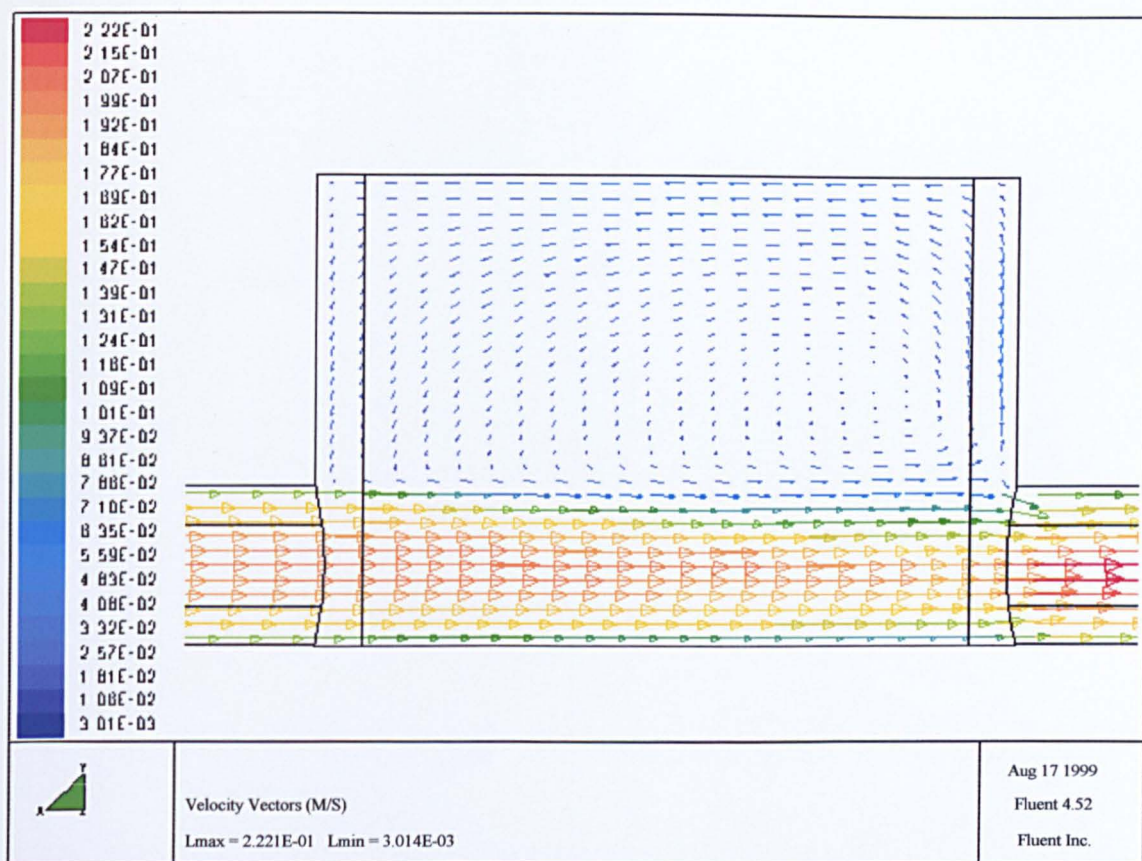 2 22E-01
2 15E-01
2 07E-01
1 99E-01
1 92E-01
1 84E-01
1 77E-01
1 69E-01
1 62E-01
1 54E-01
1 47E-01
1 39E-01
1 31E-01
1 24E-01
1 16E-01
1 09E-01
1 01E-01
9 37E-02
8 61E-02
7 86E-02
7 10E-02
6 35E-02
5 59E-02
4 83E-02
4 08E-02
3 32E-02
2 57E-02
1 81E-02
1 06E-02
3 01E-03
Y
X
Velocity Vectors (M/S)
Lmax = 2.221E-01 Lmin = 3.014E-03
Aug 17 1999
Fluent 4.52
Fluent Inc.